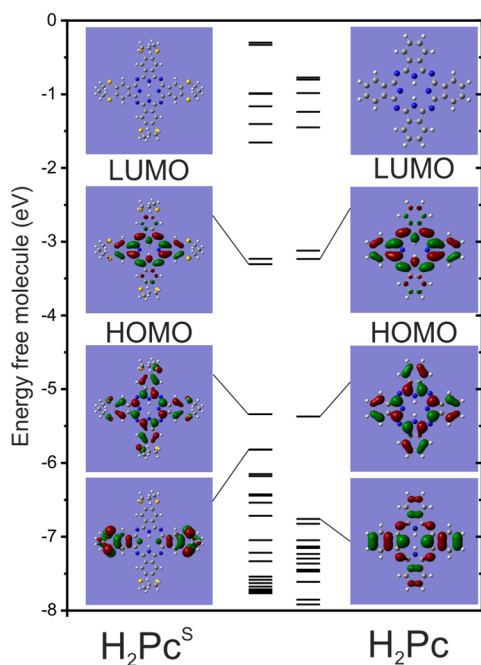 Energy free molecule (eV)
0
-1
-2
-3
-4
-5
-6
-7
-8
LUMO
LUMO
HOMO
HOMO
H₂Pcˢ
H₂Pc